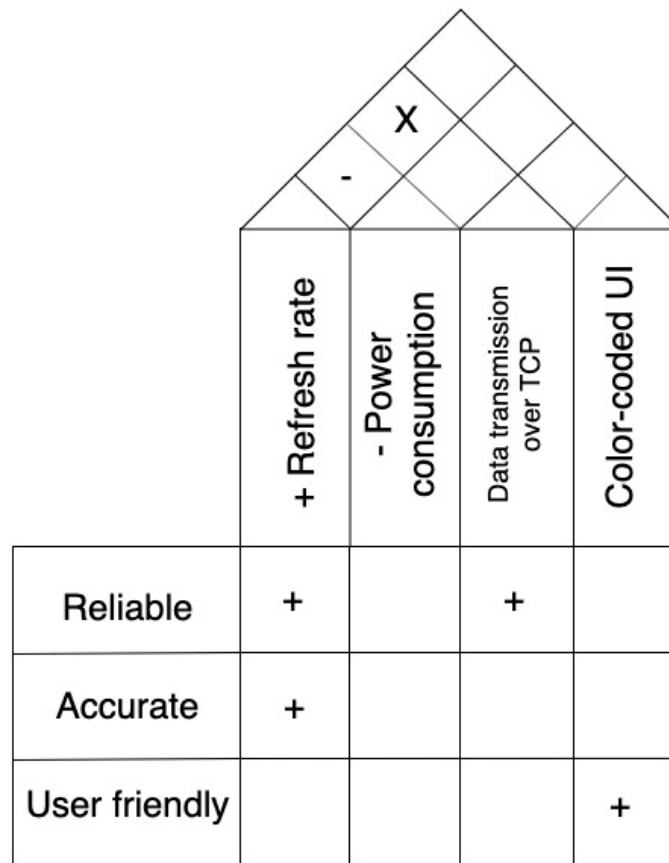 X
-
+ Refresh rate
- Power
consumption
Data transmission
over TCP
Color-coded UI
Reliable
+
+
Accurate
+
User friendly
+